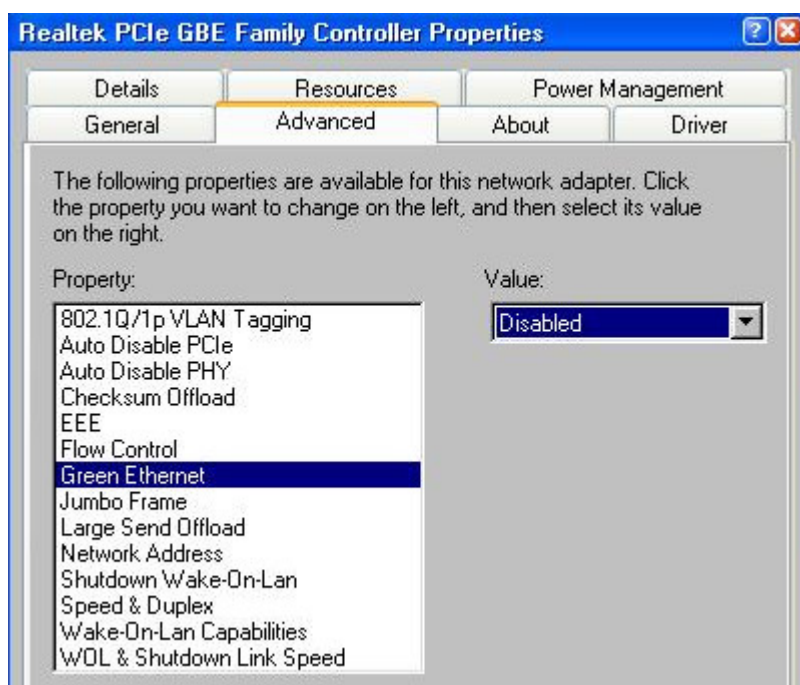 Realtek PCIe GBE Family Controller Properties
Details Resources Power Management
General Advanced About Driver
The following properties are available for this network adapter. Click
the property you want to change on the left, and then select its value
on the right.
Property:
Value:
802.1Q/1p VLAN Tagging
Disabled
Auto Disable PCIe
Auto Disable PHY
Checksum Offload
EEE
Flow Control
Green Ethernet
Jumbo Frame
Large Send Offload
Network Address
Shutdown Wake-On-Lan
Speed & Duplex
Wake-On-Lan Capabilities
WOL & Shutdown Link Speed